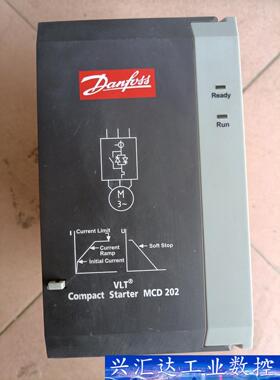 Danfoss
Ready
Run
M
3~
I
Current Limit
U
Current
Ramp
Soft Stop
Initial Current
VLT®
Compact Starter MCD 202
兴汇达工业数控